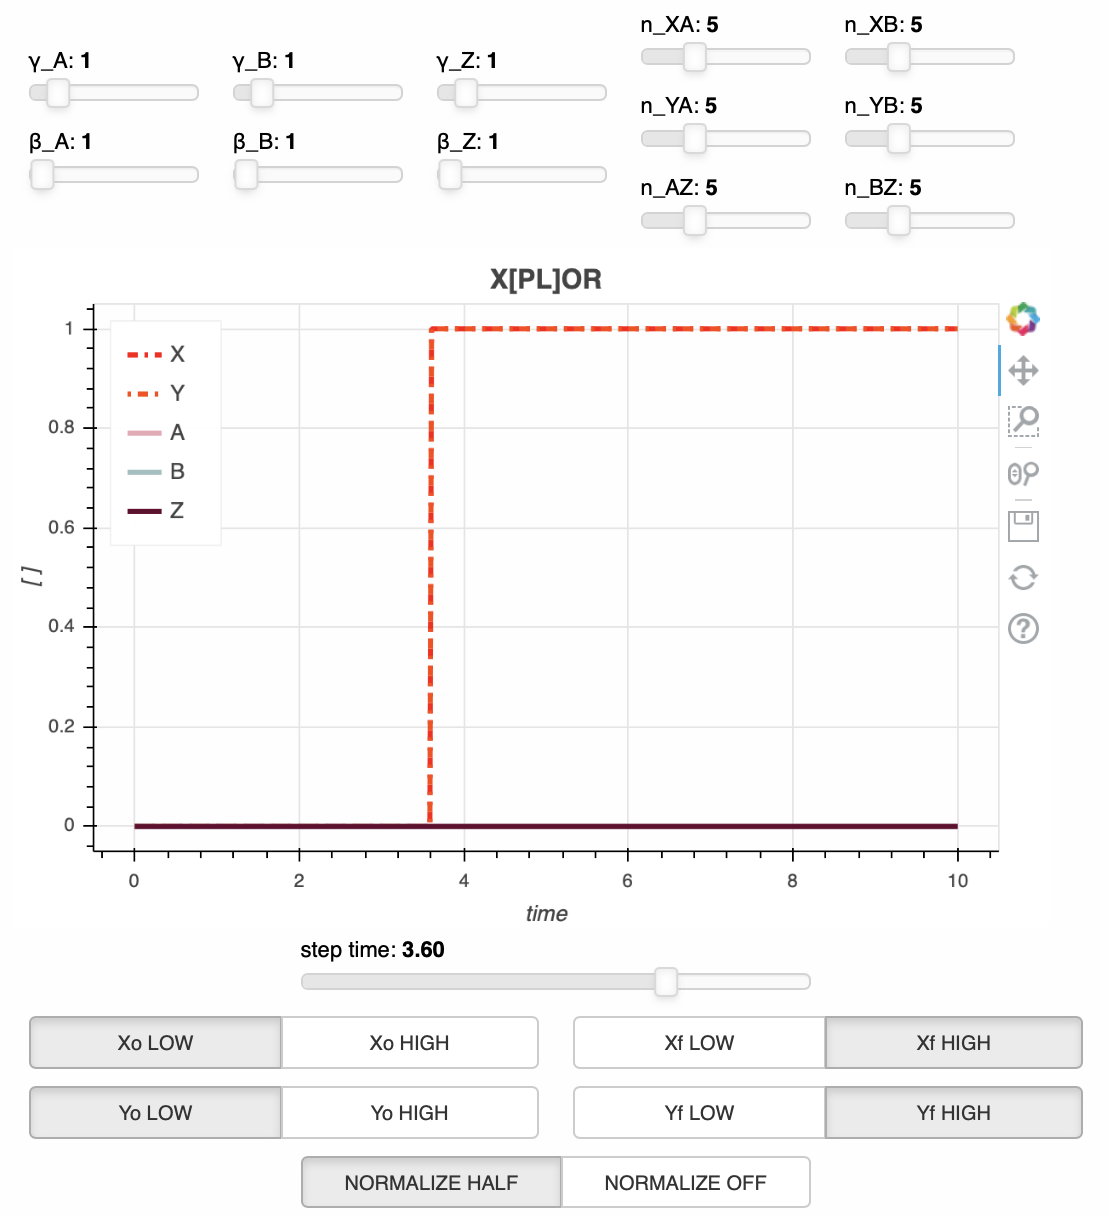 n_XA: 5 n_XB: 5
γ_A: 1 γ_B: 1 γ_Z: 1
n_YA: 5 n_YB: 5
β_A: 1 β_B: 1 β_Z: 1
n_AZ: 5 n_BZ: 5
X[PL]OR
1
0.8
0.6
0.4
0.2
0
[ ]
X
Y
A
B
Z
0 2 4 6 8 10
time
step time: 3.60
Xo LOW Xo HIGH Xf LOW Xf HIGH
Yo LOW Yo HIGH Yf LOW Yf HIGH
NORMALIZE HALF NORMALIZE OFF